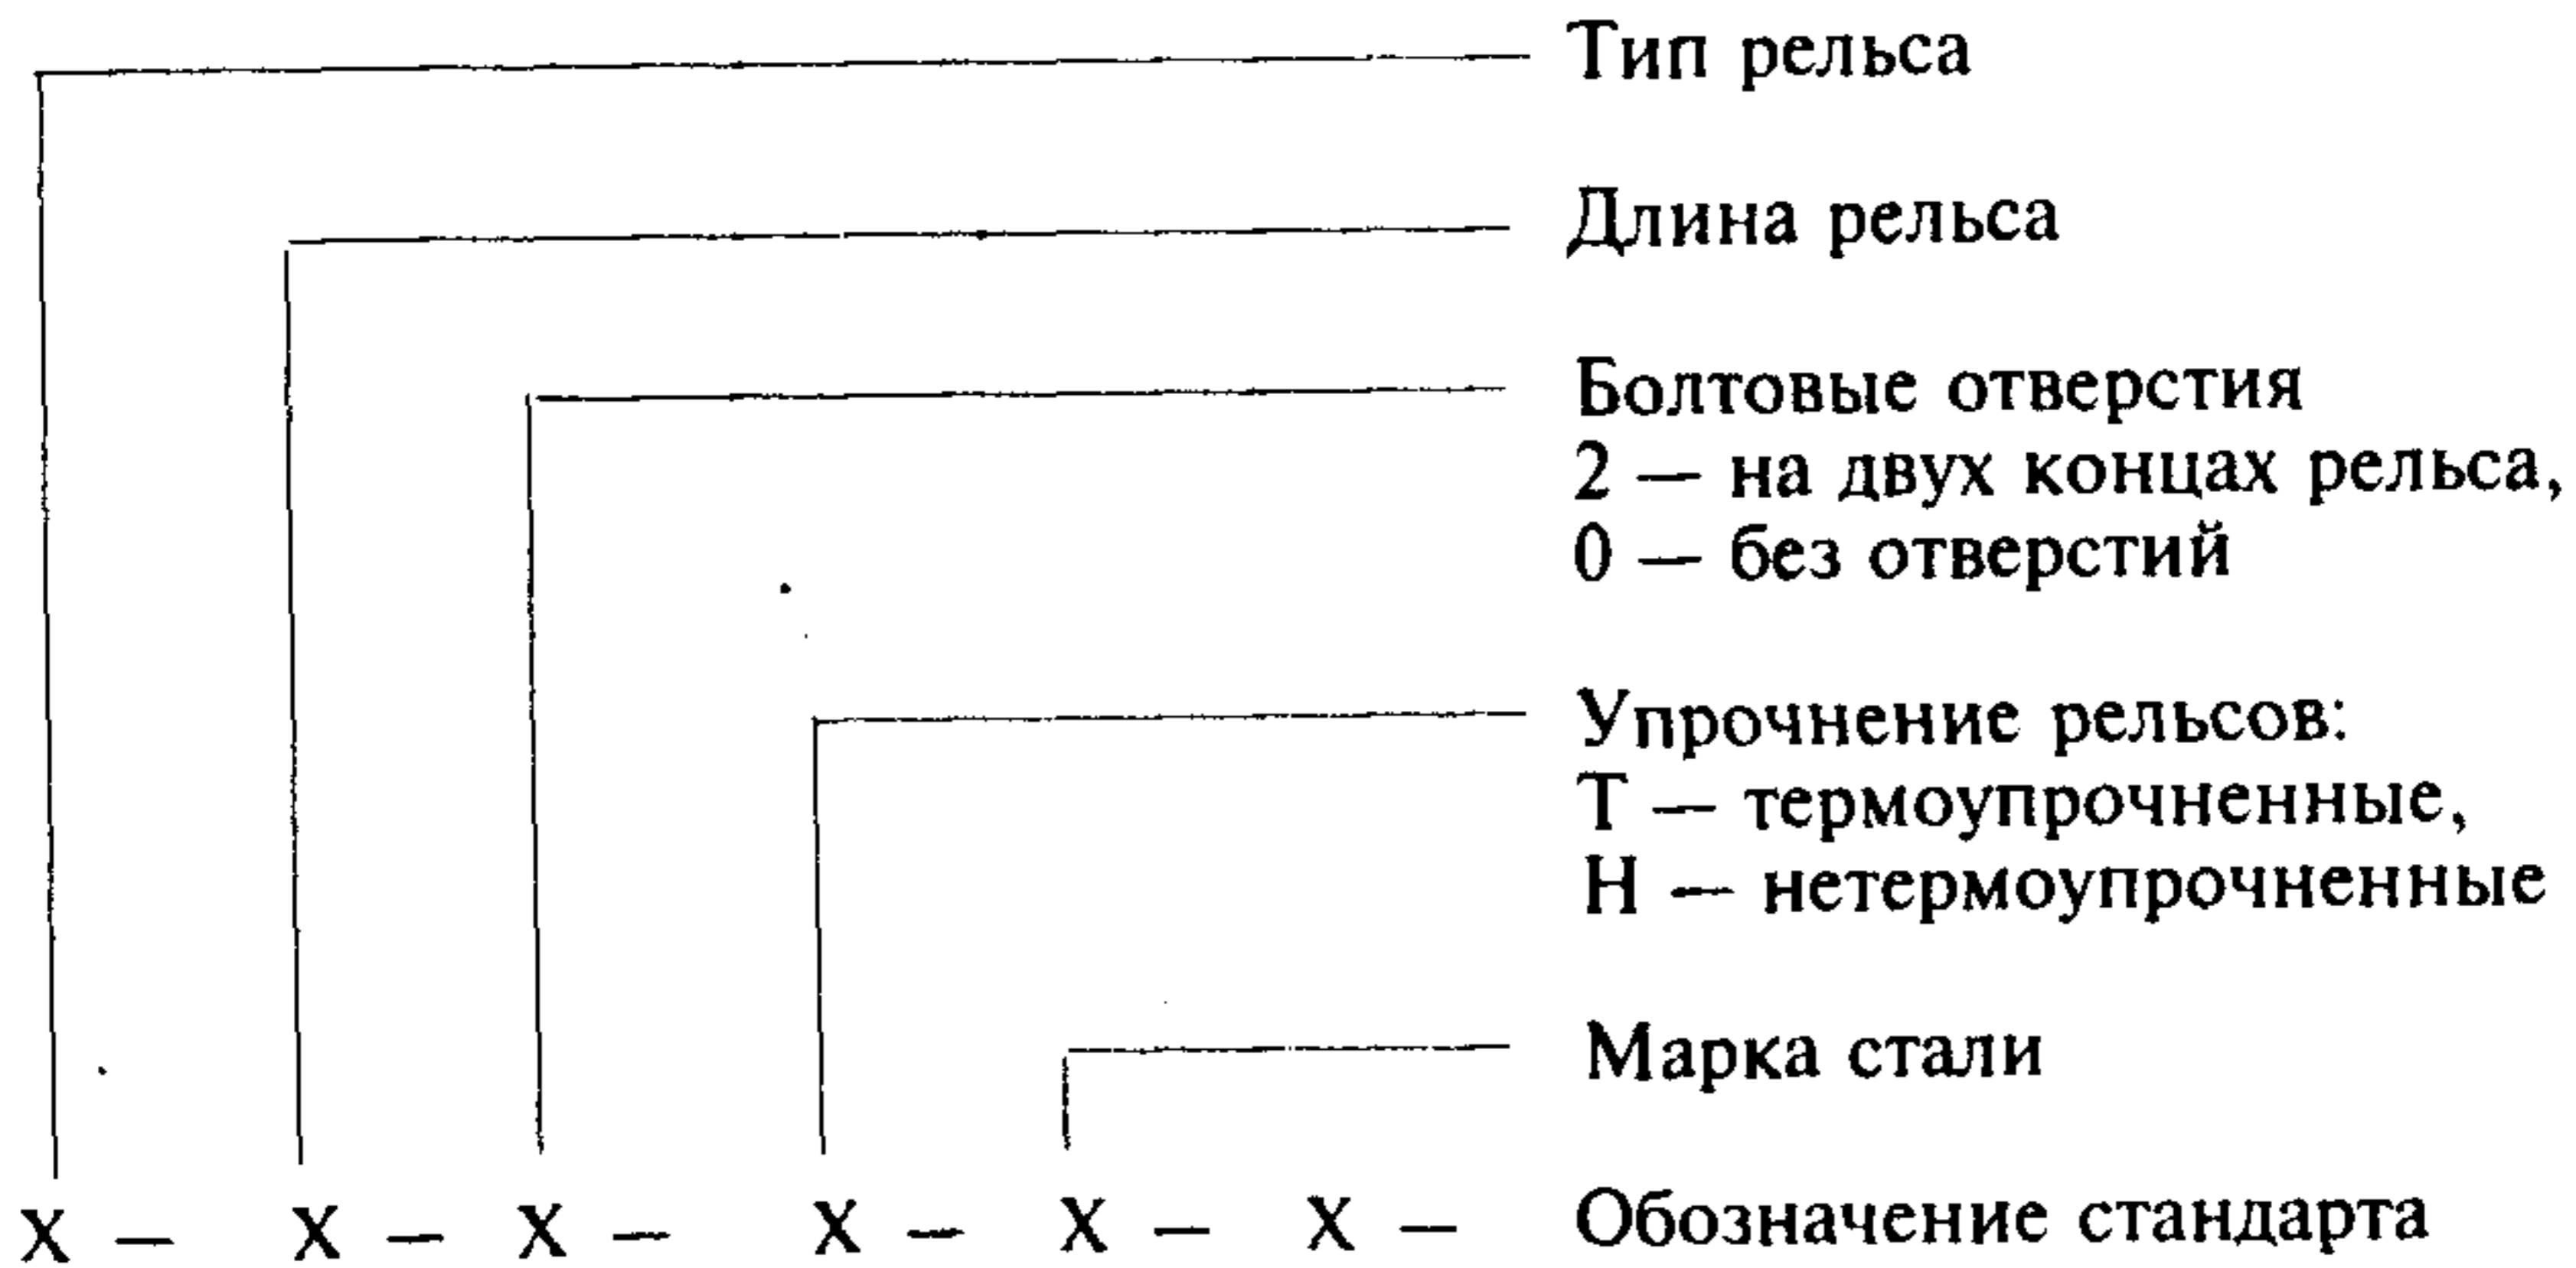 Тип рельса
Длина рельса
Болтовые отверстия
2 — на двух концах рельса,
0 — без отверстий
Упрочнение рельсов:
Т — термоупрочненные,
Н — нетермоупрочненные
Марка стали
X — X — X — X — X — X — Обозначение стандарта